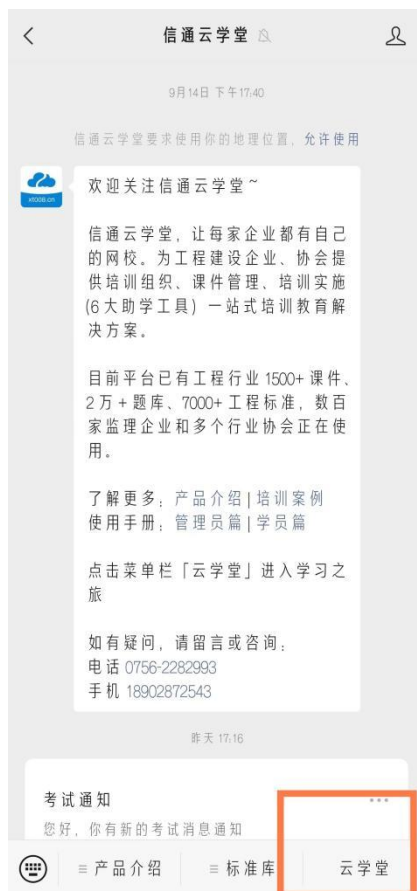 信通云学堂
9月14日 下午17:40
信通云学堂要求使用你的地理位置，允许使用
xt008.cn
欢迎关注信通云学堂~
信通云学堂，让每家企业都有自己
的网校。为工程建设企业、协会提
供培训组织、课件管理、培训实施
(6大助学工具) 一站式培训教育解
决方案。
目前平台已有工程行业1500+课件、
2万+题库、7000+工程标准，数百
家监理企业和多个行业协会正在使
用。
了解更多：产品介绍|培训案例
使用手册：管理员篇|学员篇
点击菜单栏「云学堂」进入学习之
旅
如有疑问，请留言或咨询：
电话 0756-2282993
手机 18902872543
昨天 17:16
考试通知
您好，你有新的考试消息通知
产品介绍
标准库
云学堂